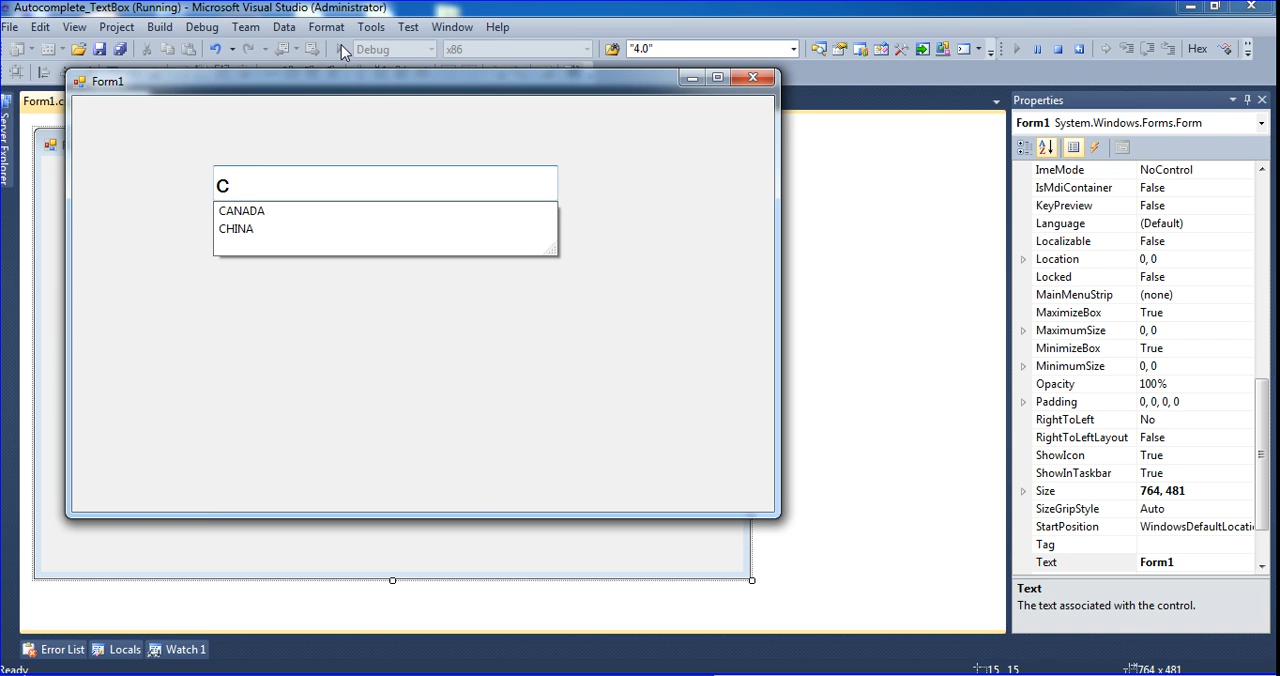 Autocomplete_TextBox (Running) - Microsoft Visual Studio (Administrator)
File Edit View Project Build Debug Team Data Format Tools Test Window Help
Debug x86 "4.0" Hex
Form1
Form1.c
Server Explorer
C
CANADA
CHINA
Properties
Form1 System.Windows.Forms.Form
ImeMode NoControl
IsMdiContainer False
KeyPreview False
Language (Default)
Localizable False
Location 0, 0
Locked False
MainMenuStrip (none)
MaximizeBox True
MaximumSize 0, 0
MinimizeBox True
MinimumSize 0, 0
Opacity 100%
Padding 0, 0, 0, 0
RightToLeft No
RightToLeftLayout False
ShowIcon True
ShowInTaskbar True
Size 764, 481
SizeGripStyle Auto
StartPosition WindowsDefaultLocati
Tag
Text Form1
Text
The text associated with the control.
Error List Locals Watch 1
Ready 15, 15 764 x 481